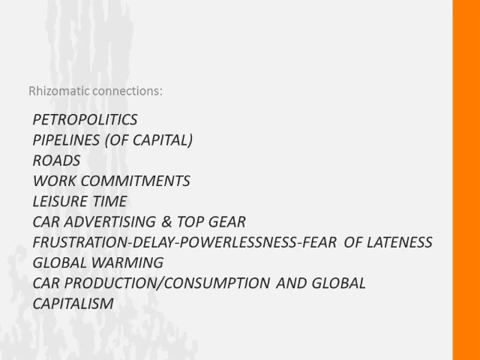 Rhizomatic connections:
PETROPOLITICS
PIPELINES (OF CAPITAL)
ROADS
WORK COMMITMENTS
LEISURE TIME
CAR ADVERTISING & TOP GEAR
FRUSTRATION-DELAY-POWERLESSNESS-FEAR OF LATENESS
GLOBAL WARMING
CAR PRODUCTION/CONSUMPTION AND GLOBAL
CAPITALISM